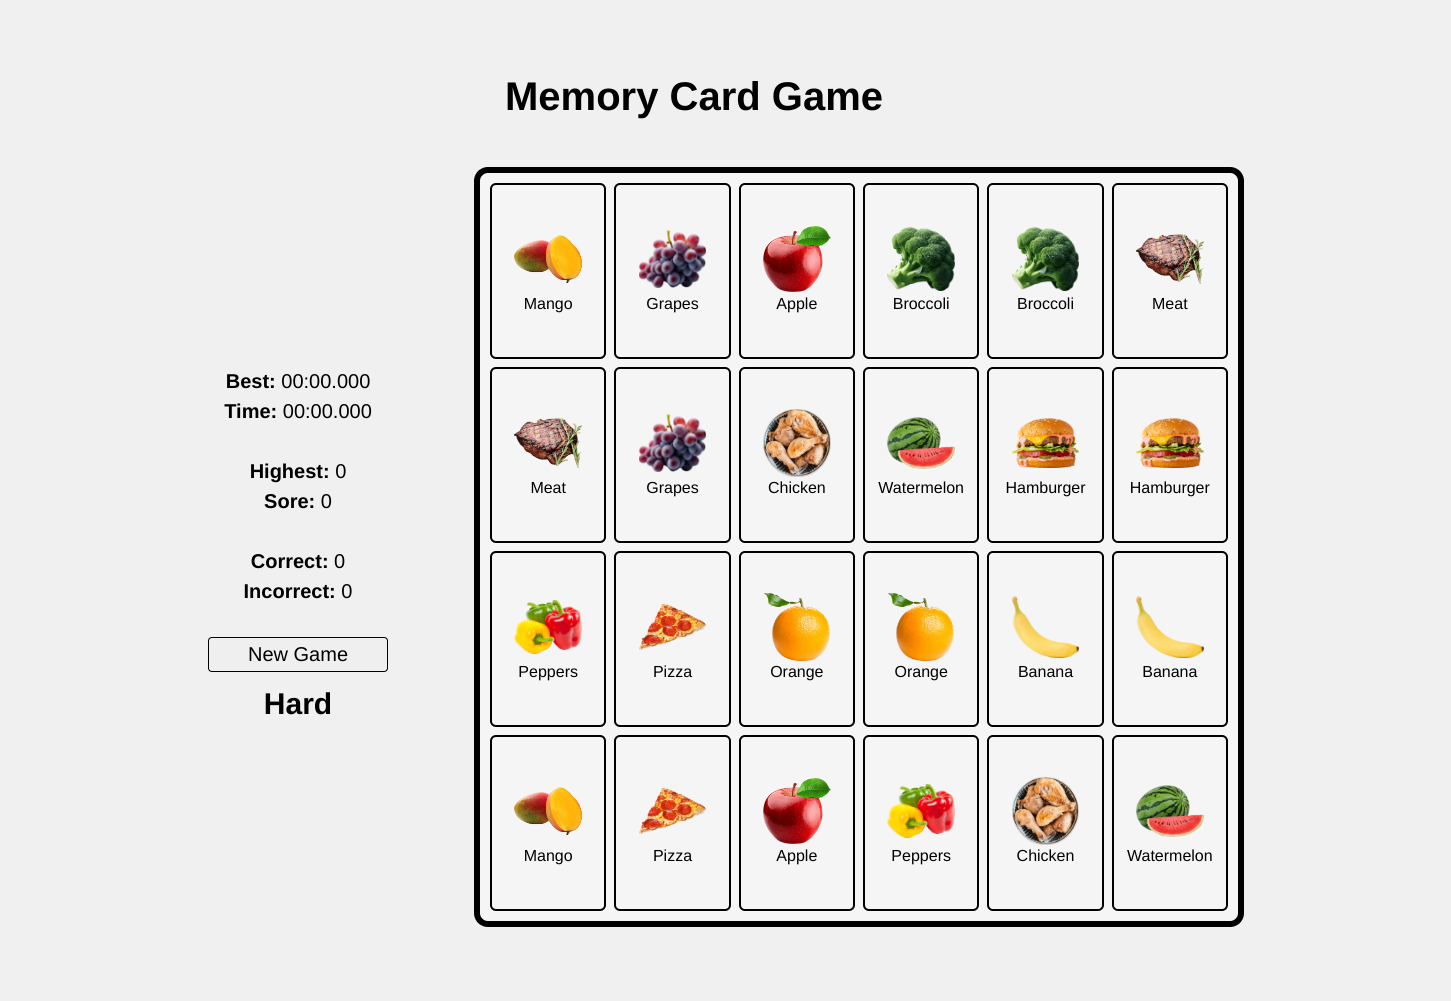 Memory Card Game
Mango Grapes Apple Broccoli Broccoli Meat
Best: 00:00.000
Time: 00:00.000
Highest: 0
Sore: 0
Correct: 0
Incorrect: 0
New Game
Hard
Meat Grapes Chicken Watermelon Hamburger Hamburger
Peppers Pizza Orange Orange Banana Banana
Mango Pizza Apple Peppers Chicken Watermelon